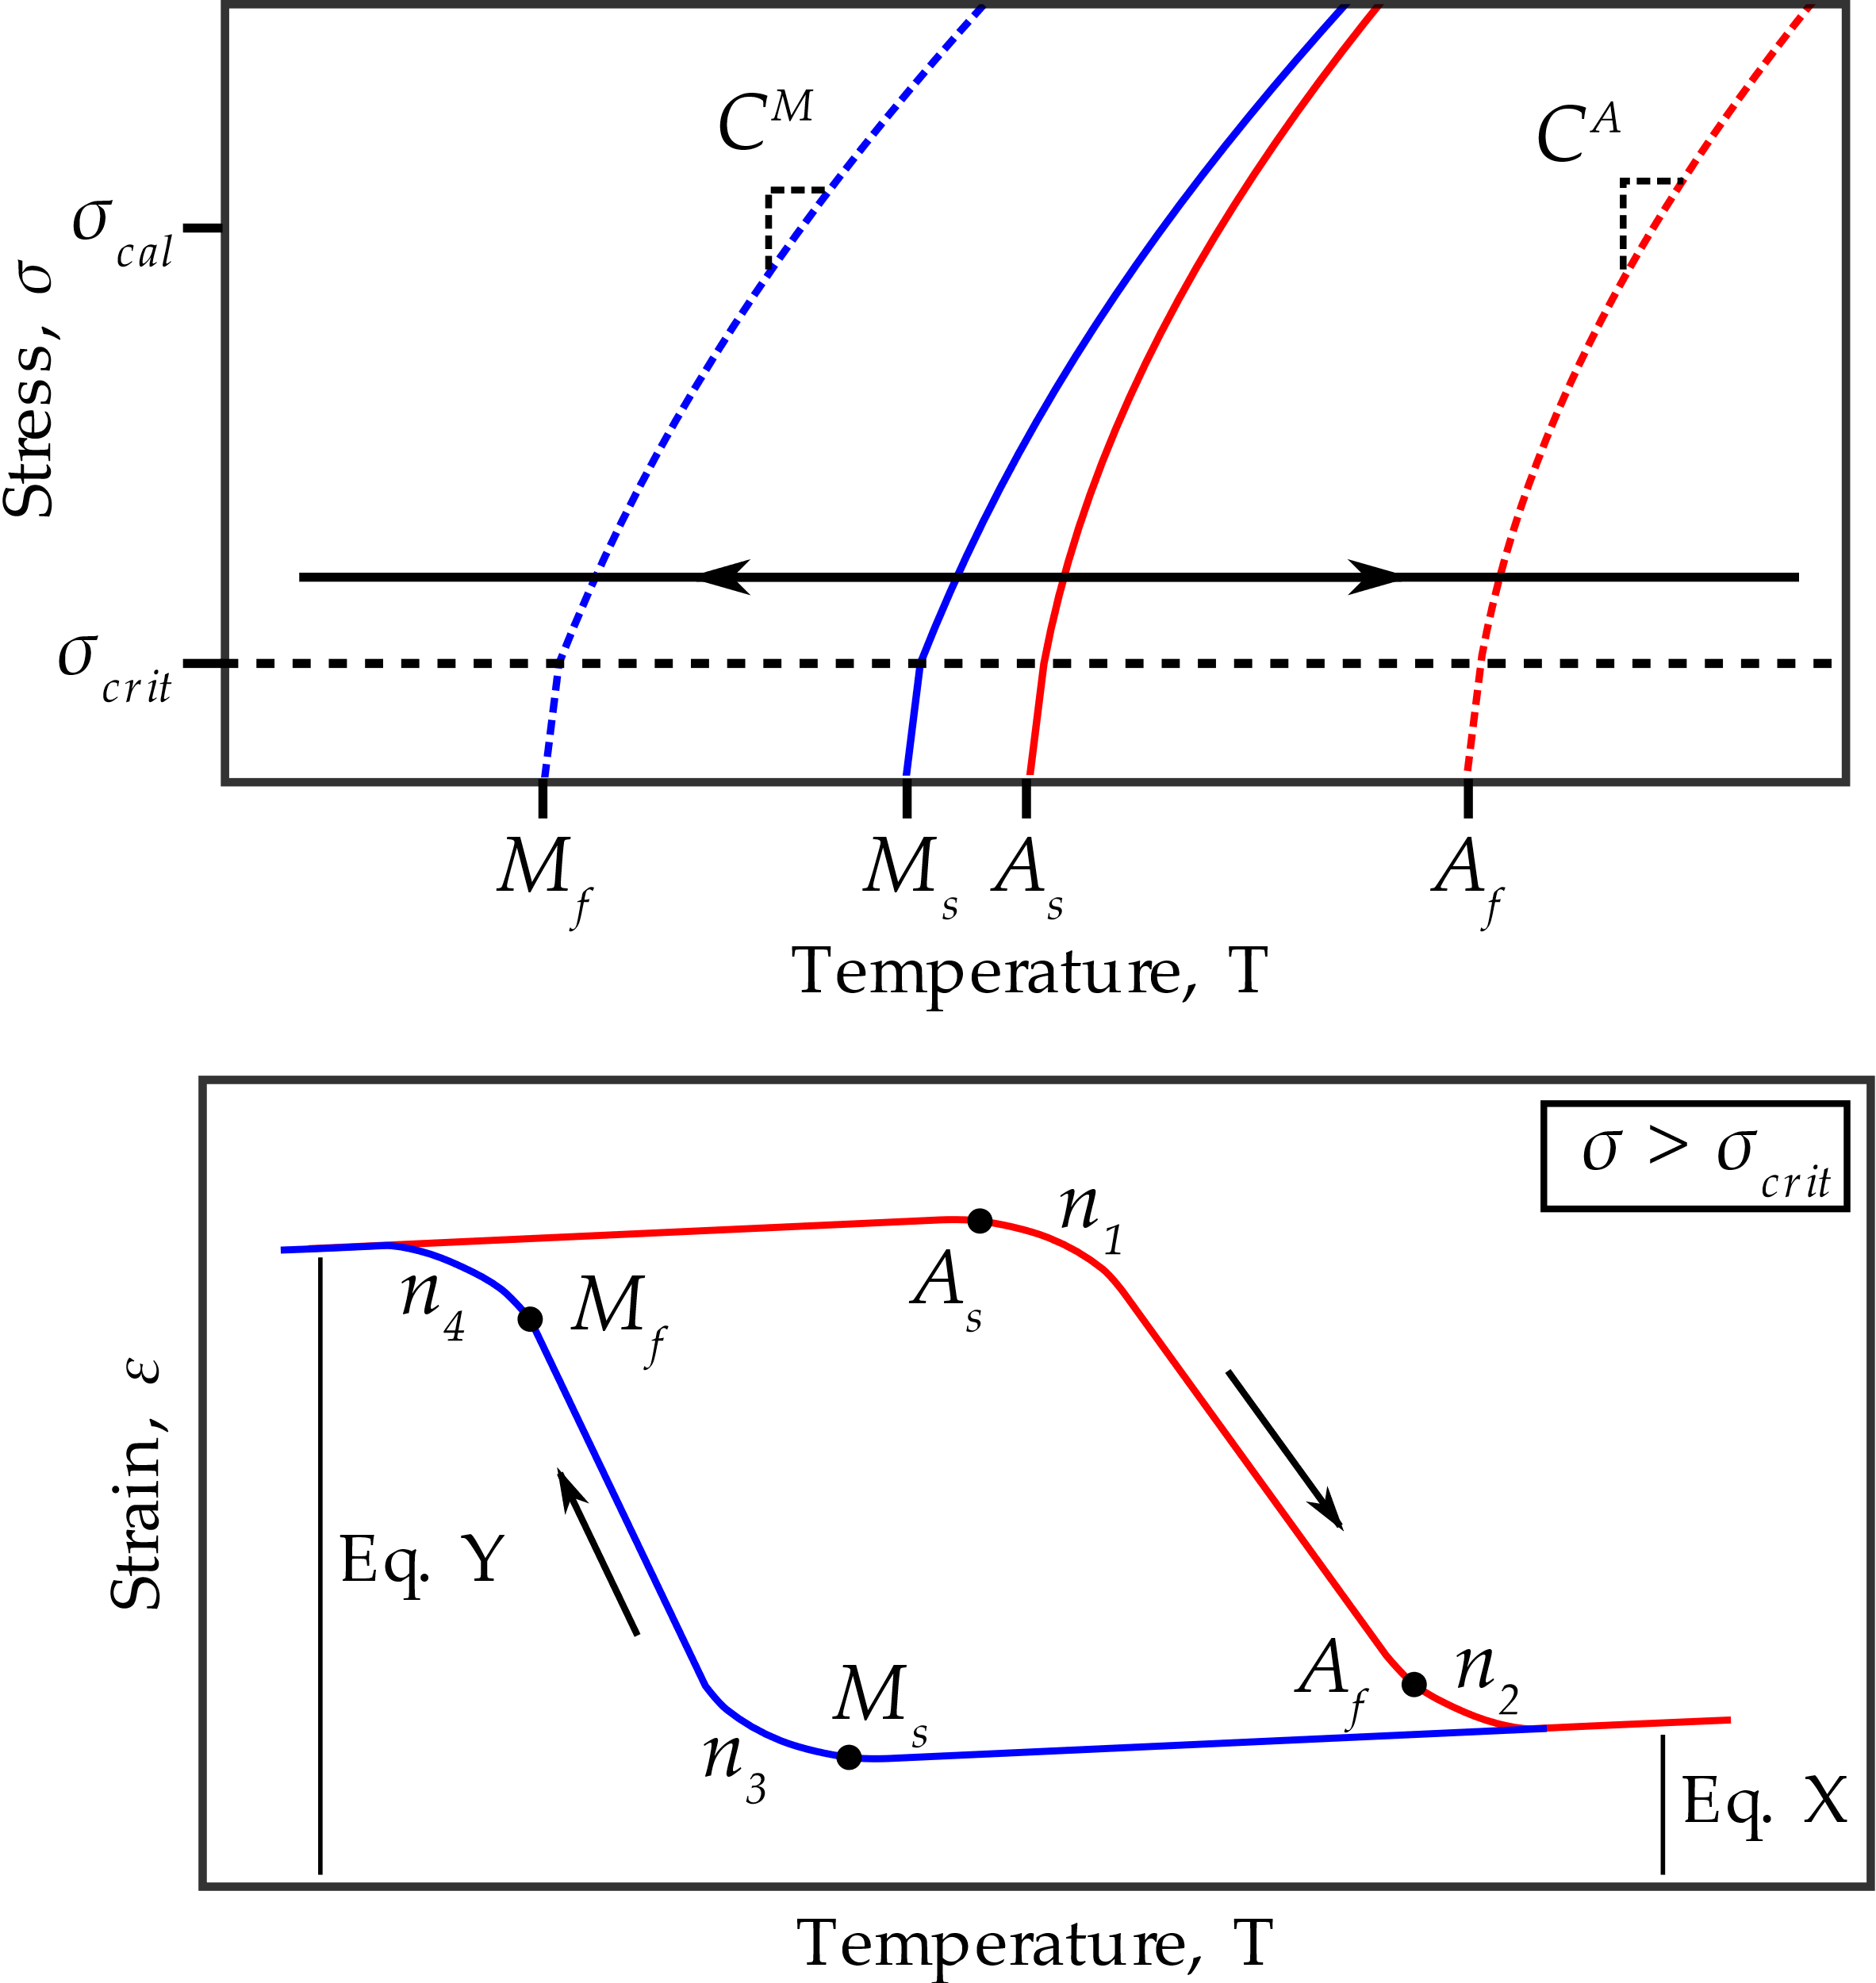 C^M
C^A
σ_cal
Stress, σ
σ_crit
M_f
M_s
A_s
A_f
Temperature, T
σ > σ_crit
n_1
A_s
n_4
M_f
Strain, ε
Eq. Y
M_s
A_f
n_2
n_3
Eq. X
Temperature, T